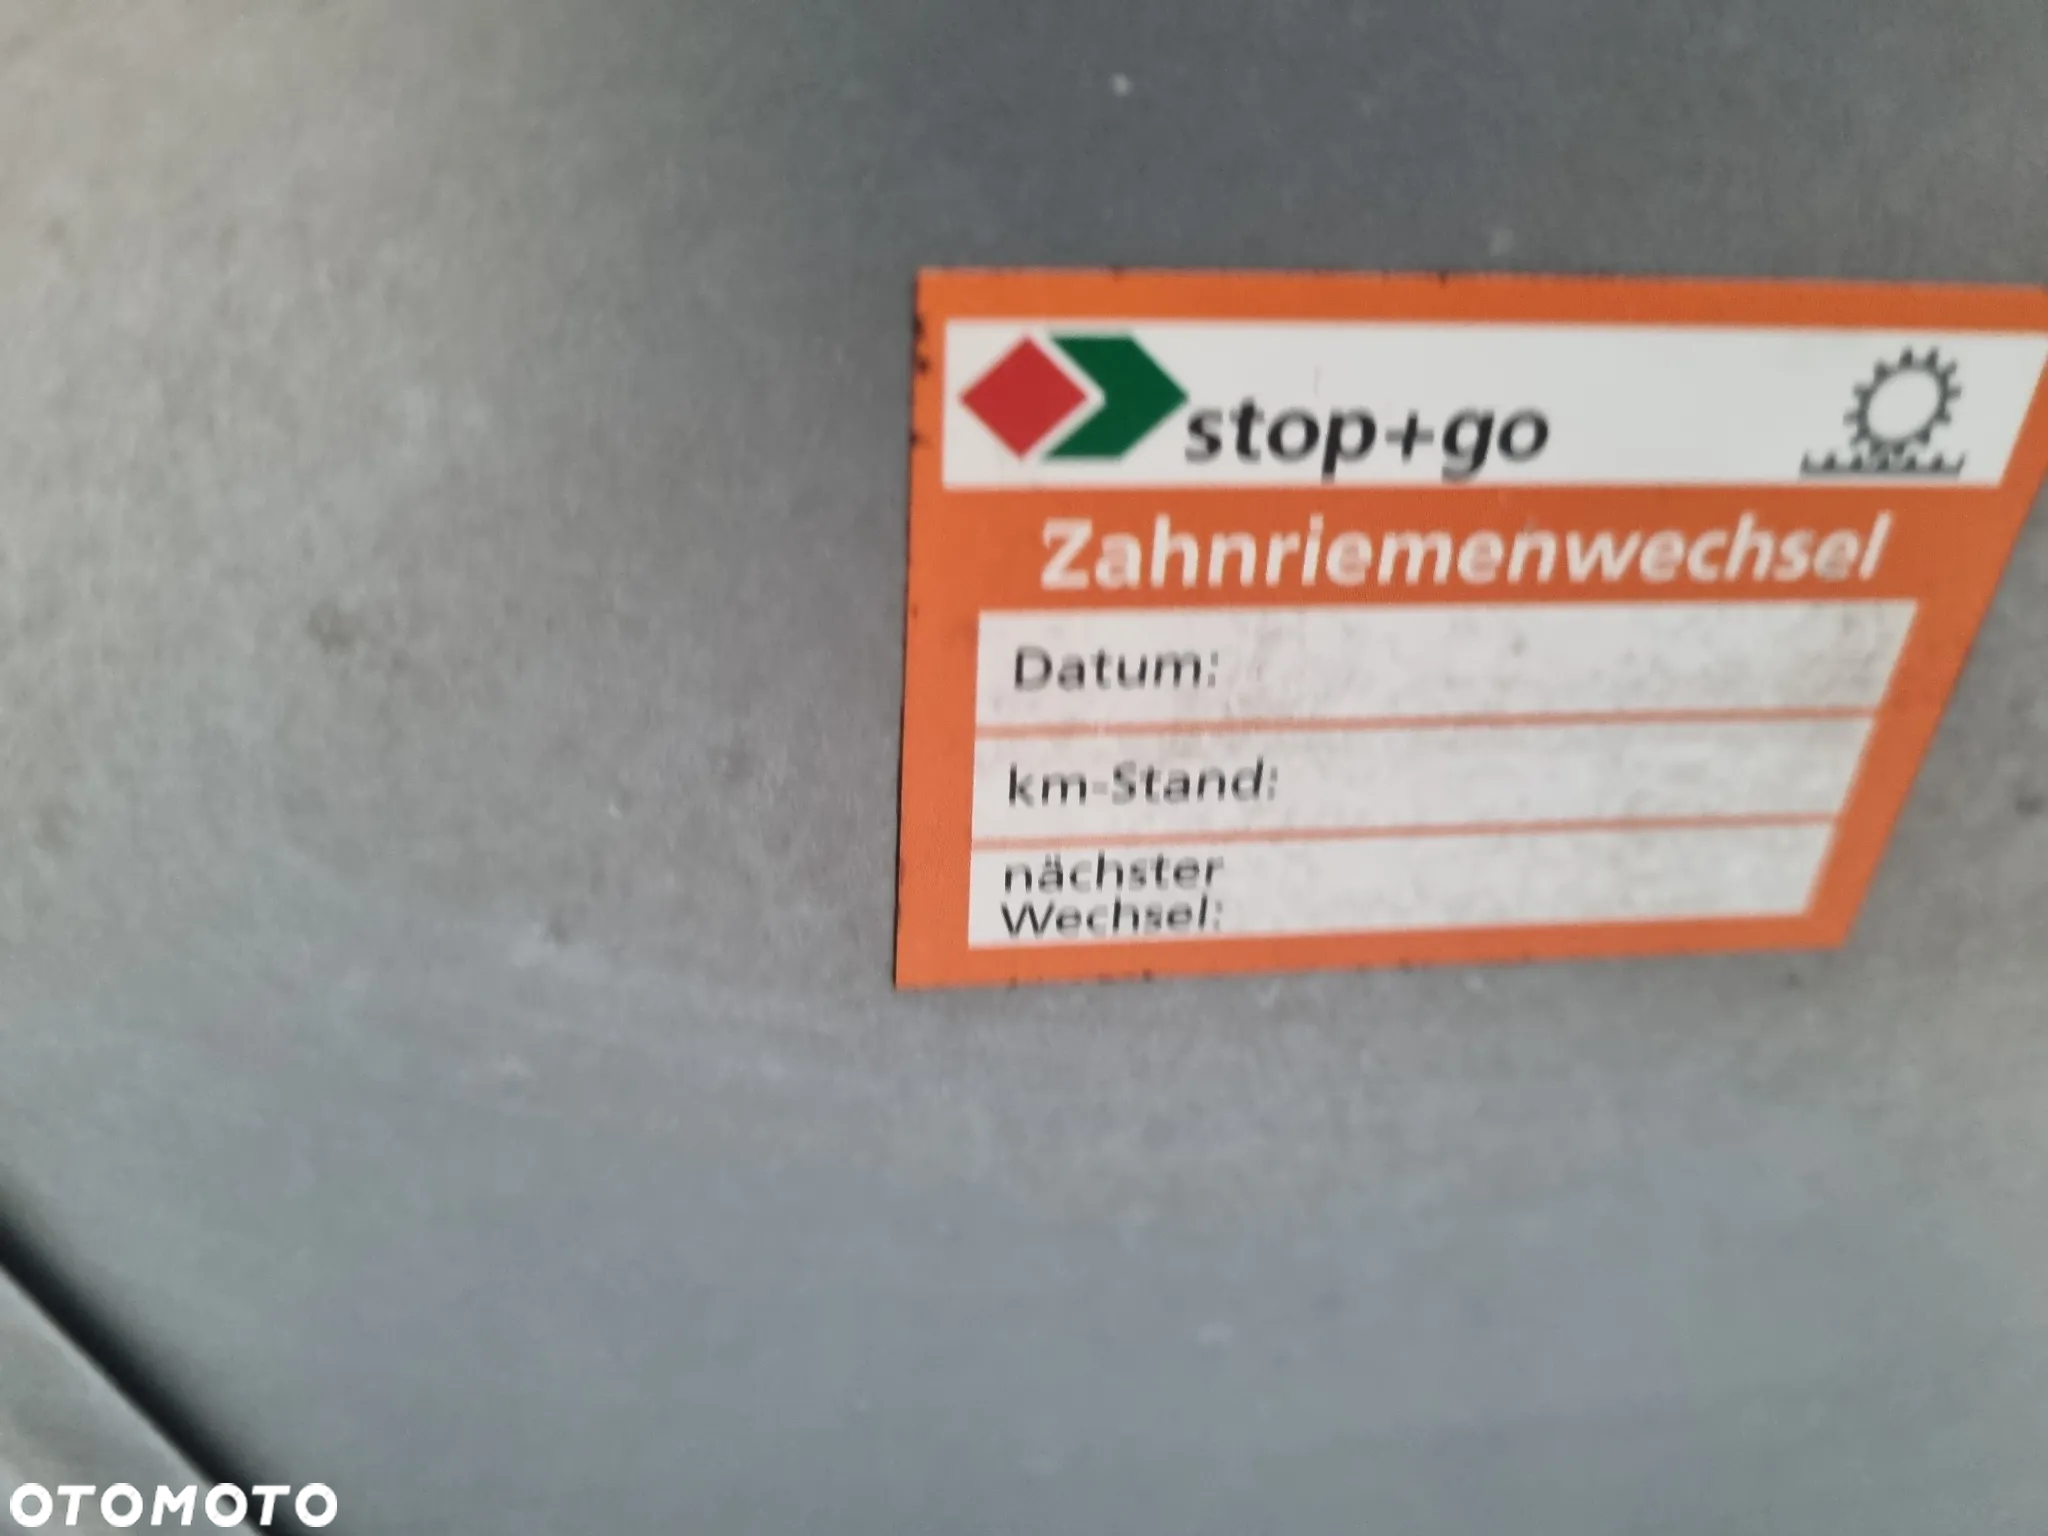 stop+go
Zahnriemenwechsel
Datum:
km-Stand:
nächster
Wechsel:
OTOMOTO